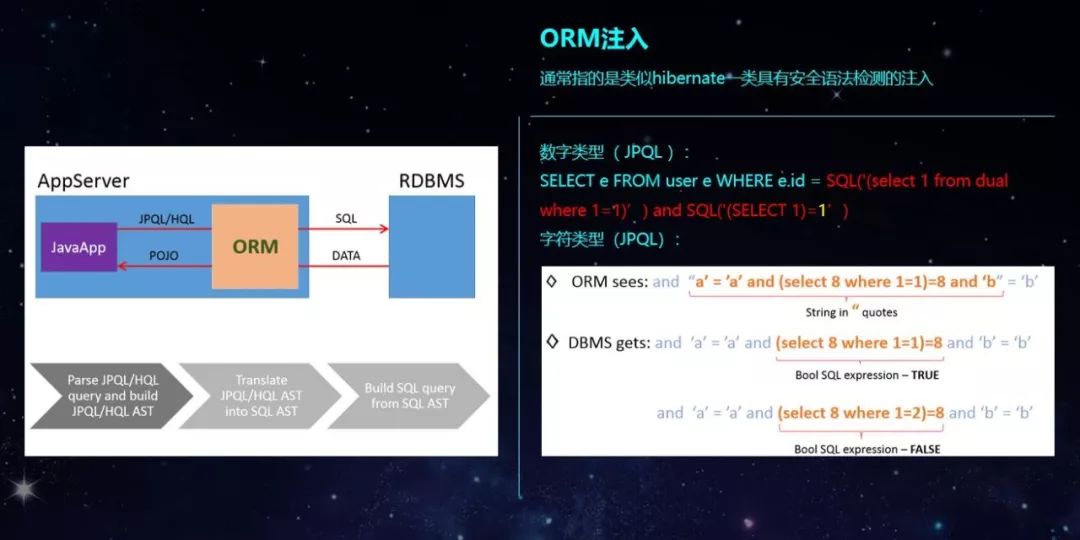 ORM注入
通常指的是类似hibernate一类具有安全语法检测的注入
AppServer
RDBMS
JavaApp
JPQL/HQL
POJO
ORM
SQL
DATA
Parse JPQL/HQL
query and build
JPQL/HQL AST
Translate
JPQL/HQL AST
into SQL AST
Build SQL query
from SQL AST
数字类型（JPQL）：
SELECT e FROM user e WHERE e.id = SQL('(select 1 from dual
where 1=1)'）and SQL('(SELECT 1)=1'）
字符类型(JPQL)：
◊ ORM sees: and “a’ = ’a’ and (select 8 where 1=1)=8 and ‘b” = ‘b’
String in “ quotes
◊ DBMS gets: and ‘a’ = ’a’ and (select 8 where 1=1)=8 and ‘b’ = ‘b’
Bool SQL expression – TRUE
and ‘a’ = ’a’ and (select 8 where 1=2)=8 and ‘b’ = ‘b’
Bool SQL expression – FALSE